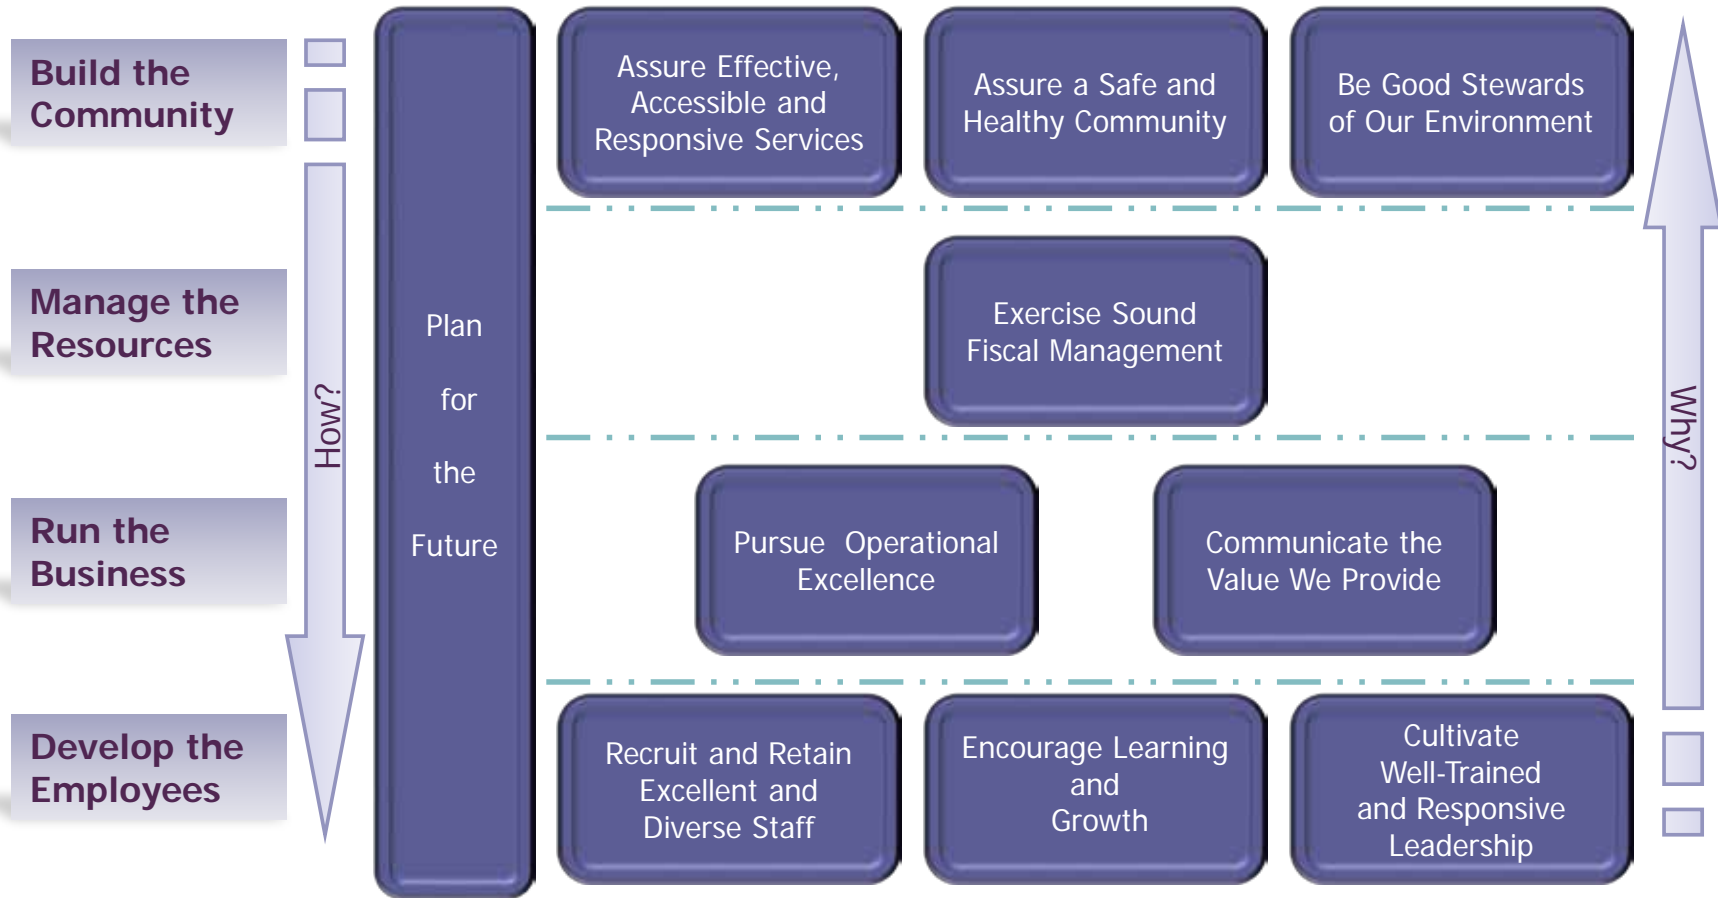 Build the
Community
Assure Effective,
Accessible and
Responsive Services
Assure a Safe and
Healthy Community
Be Good Stewards
of Our Environment
Manage the
Resources
Exercise Sound
Fiscal Management
How?
Plan
for
the
Future
Why?
Run the
Business
Pursue Operational
Excellence
Communicate the
Value We Provide
Develop the
Employees
Recruit and Retain
Excellent and
Diverse Staff
Encourage Learning
and
Growth
Cultivate
Well-Trained
and Responsive
Leadership